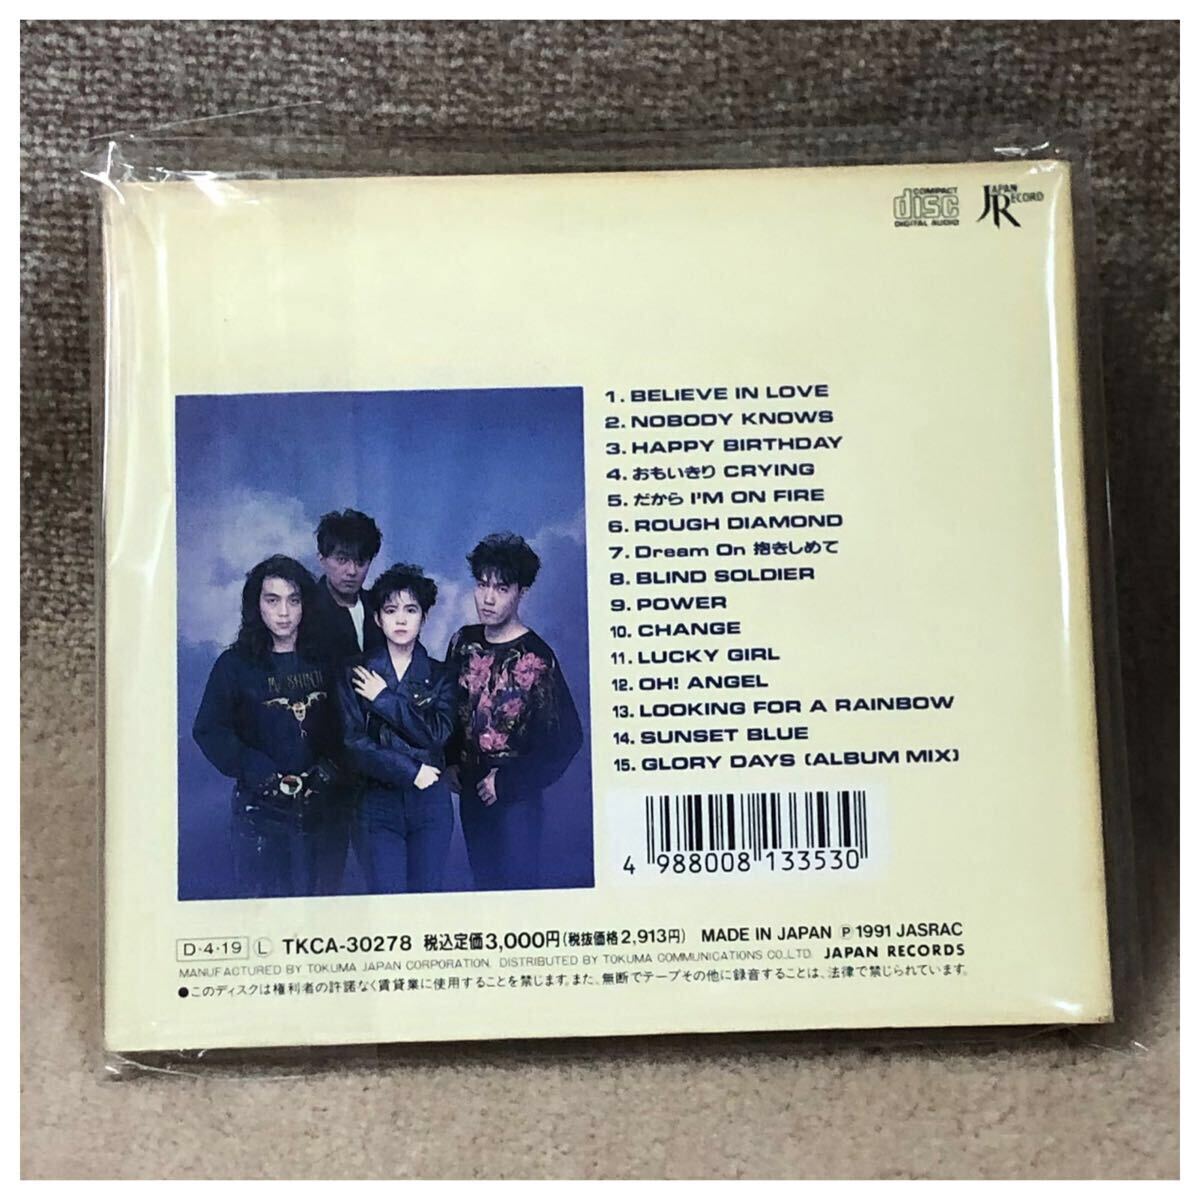 COMPACT
disc
DIGITAL AUDIO
JAPAN
RECORD
1. BELIEVE IN LOVE
2. NOBODY KNOWS
3. HAPPY BIRTHDAY
4. おもいきり CRYING
5. だから I'M ON FIRE
6. ROUGH DIAMOND
7. Dream On 抱きしめて
8. BLIND SOLDIER
9. POWER
10. CHANGE
11. LUCKY GIRL
12. OH! ANGEL
13. LOOKING FOR A RAINBOW
14. SUNSET BLUE
15. GLORY DAYS (ALBUM MIX)
4 988008 133530
D·4·19 Ⓛ TKCA-30278 税込定価3,000円(税抜価格2,913円) MADE IN JAPAN Ⓟ 1991 JASRAC
MANUFACTURED BY TOKUMA JAPAN CORPORATION. DISTRIBUTED BY TOKUMA COMMUNICATIONS CO.,LTD. JAPAN RECORDS
●このディスクは権利者の許諾なく賃貸業に使用することを禁じます。また、無断でテープその他に録音することは、法律で禁じられています。